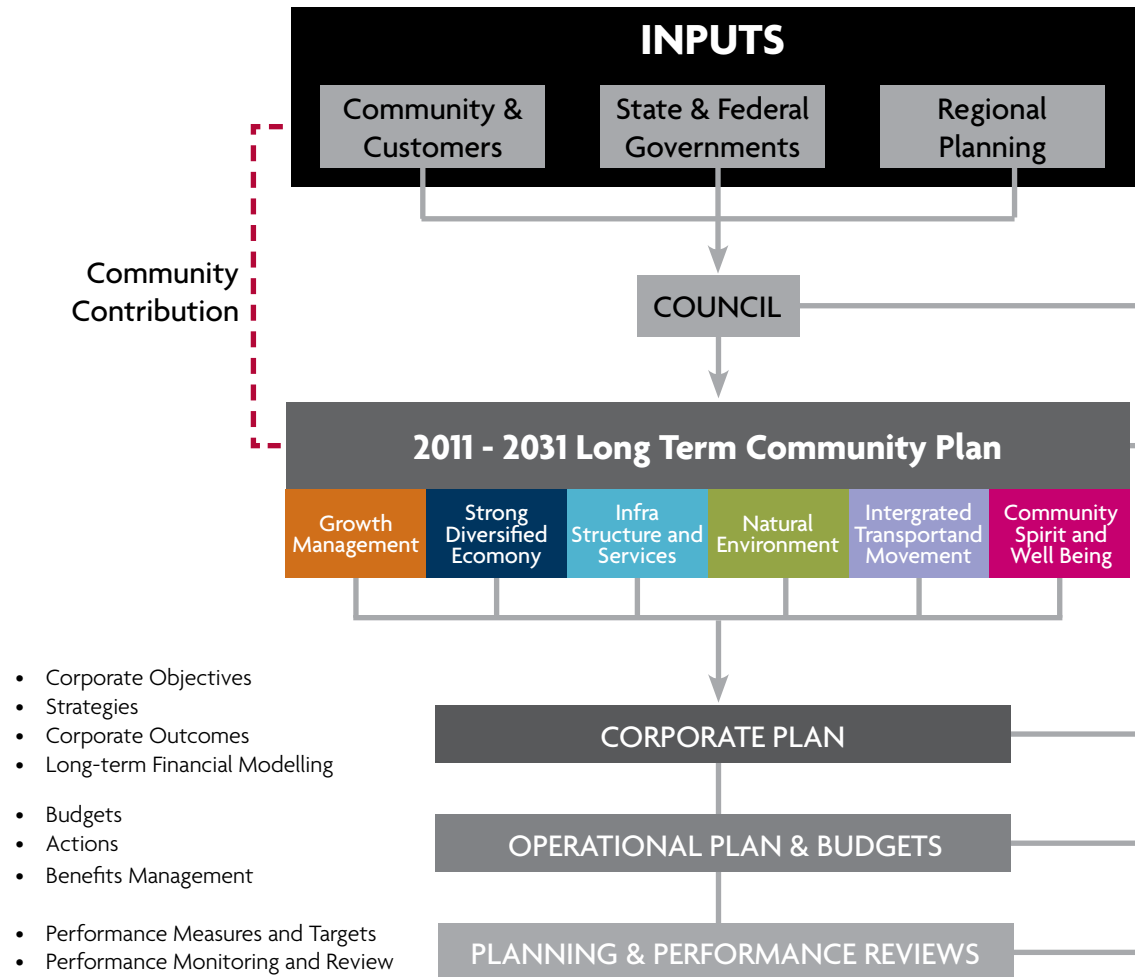 INPUTS
Community &
Customers
State & Federal
Governments
Regional
Planning
Community
Contribution
COUNCIL
2011 - 2031 Long Term Community Plan
Growth
Management
Strong
Diversified
Ecomony
Infra
Structure and
Services
Natural
Environment
Intergrated
Transportand
Movement
Community
Spirit and
Well Being
• Corporate Objectives
• Strategies
• Corporate Outcomes
• Long-term Financial Modelling
CORPORATE PLAN
• Budgets
• Actions
• Benefits Management
OPERATIONAL PLAN & BUDGETS
• Performance Measures and Targets
• Performance Monitoring and Review
PLANNING & PERFORMANCE REVIEWS